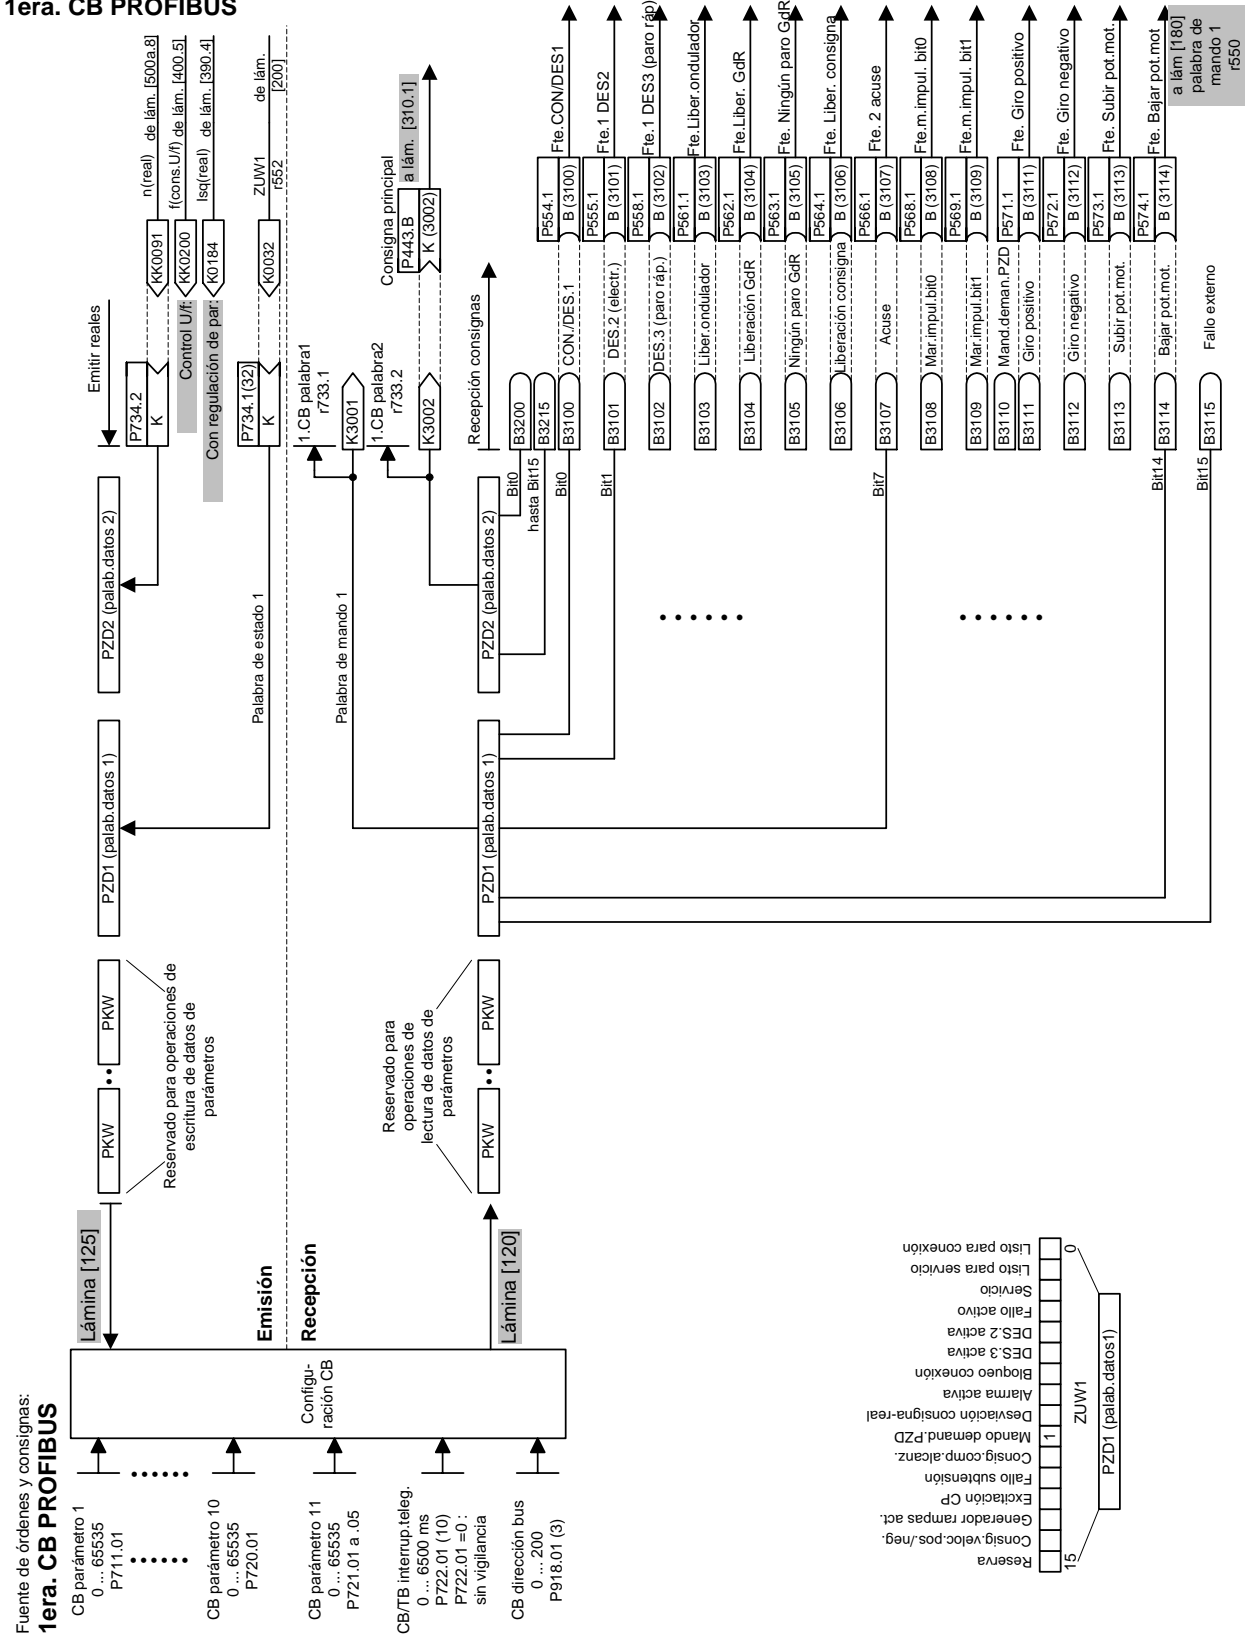 1era. CB PROFIBUS
Fuente de órdenes y consignas:
1era. CB PROFIBUS
CB parámetro 1
0 ... 65535
P711.01
CB parámetro 10
0 ... 65535
P720.01
CB parámetro 11
0 ... 65535
P721.01 a .05
CB/TB interrup.teleg.
0 ... 6500 ms
P722.01 (10)
P722.01 =0 :
sin vigilancia
CB dirección bus
0 ... 200
P918.01 (3)
Configu-
ración CB
Lámina [125]
Emisión
Recepción
Lámina [120]
PKW
PKW
Reservado para operaciones de
escritura de datos de
parámetros
PKW
PKW
Reservado para
operaciones de
lectura de datos de
parámetros
PZD1 (palab.datos 1)
PZD2 (palab.datos 2)
Palabra de estado 1
Palabra de mando 1
PZD1 (palab.datos 1)
PZD2 (palab.datos 2)
Emitir reales
P734.2
K
Control U/f:
Con regulación de par:
P734.1(32)
K
KK0091
KK0200
K0184
K0032
n(real) de lám. [500a.8]
f(cons.U/f) de lám. [400.5]
Isq(real) de lám. [390.4]
ZUW1
r552
de lám.
[200]
1.CB palabra1
r733.1
K3001
1.CB palabra2
r733.2
K3002
Consigna principal
P443.B
K (3002)
a lám. [310.1]
Recepción consignas
Bit0
B3200
hasta Bit15
B3215
Bit0
B3100
CON./DES.1
P554.1
B (3100)
Fte.CON/DES1
Bit1
B3101
DES.2 (electr.)
P555.1
B (3101)
Fte.1 DES2
B3102
DES.3 (paro ráp.)
P558.1
B (3102)
Fte.1 DES3 (paro ráp)
B3103
Liber.ondulador
P561.1
B (3103)
Fte.Liber.ondulador
B3104
Liberación GdR
P562.1
B (3104)
Fte.Liber. GdR
B3105
Ningún paro GdR
P563.1
B (3105)
Fte. Ningún paro GdR
B3106
Liberación consigna
P564.1
B (3106)
Fte. Liber. consigna
Bit7
B3107
Acuse
P566.1
B (3107)
Fte. 2 acuse
B3108
Mar.impul.bit0
P568.1
B (3108)
Fte.m.impul. bit0
B3109
Mar.impul.bit1
P569.1
B (3109)
Fte.m.impul. bit1
B3110
Mand.deman.PZD
B3111
Giro positivo
P571.1
B (3111)
Fte. Giro positivo
B3112
Giro negativo
P572.1
B (3112)
Fte. Giro negativo
B3113
Subir pot.mot.
P573.1
B (3113)
Fte. Subir pot.mot.
Bit14
B3114
Bajar pot.mot.
P574.1
B (3114)
Fte. Bajar pot.mot
Bit15
B3115
Fallo externo
a lám [180]
palabra de
mando 1
r550
Listo para conexión
Listo para servicio
Servicio
Fallo activo
DES.2 activa
DES.3 activa
Bloqueo conexión
Alarma activa
Desviación consigna-real
Mando demand.PZD
Consig.comp.alcanz.
Fallo subtensión
Excitación CP
Generador rampas act.
Consig.veloc.pos./neg.
Reserva
0
1
15
ZUW1
PZD1 (palab.datos1)